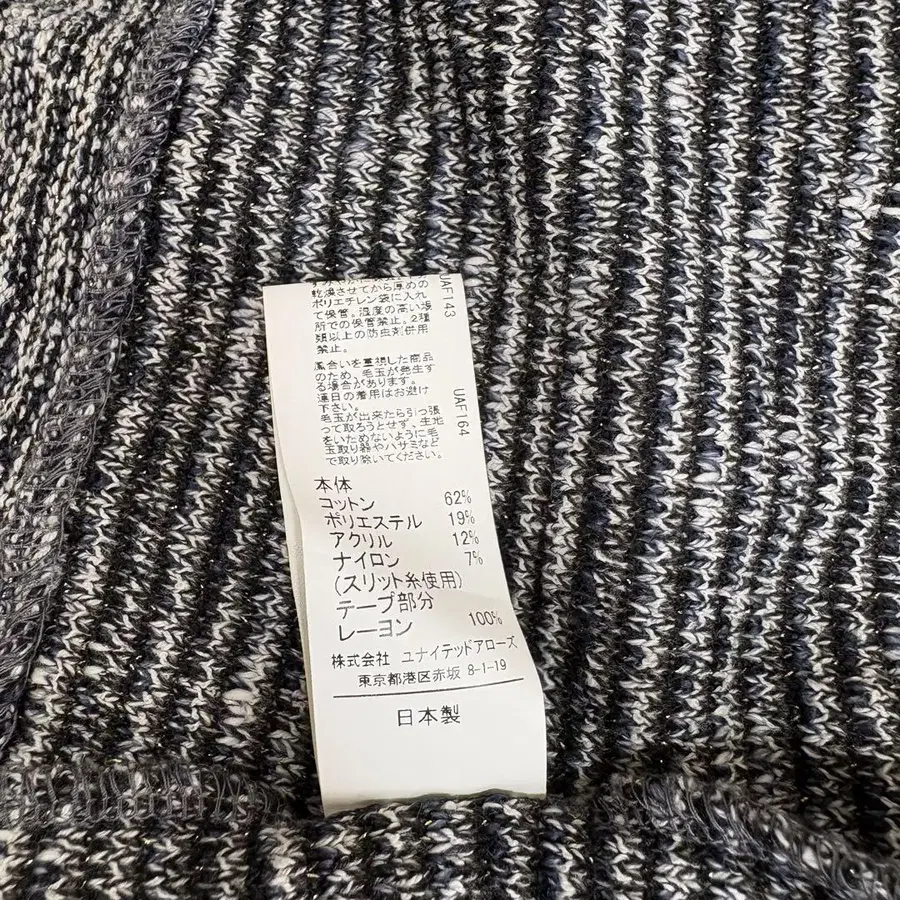 乾燥させてから厚めの
ポリエチレン袋に入れ
て保管。湿度の高い場
所での保管禁止。2種
類以上の防虫剤併用
禁止。
風合いを重視した商品
のため、毛玉が発生す
る場合があります。
連日の着用はお避け
下さい。
毛玉が出来たら引っ張
って取ろうとせず、生地
をいためないように毛
玉取り器やハサミなど
で取り除いてください。
UAF143
UAF164
本体
コットン 62%
ポリエステル 19%
アクリル 12%
ナイロン 7%
(スリット糸使用)
テープ部分
レーヨン 100%
株式会社 ユナイテッドアローズ
東京都港区赤坂 8-1-19
日本製